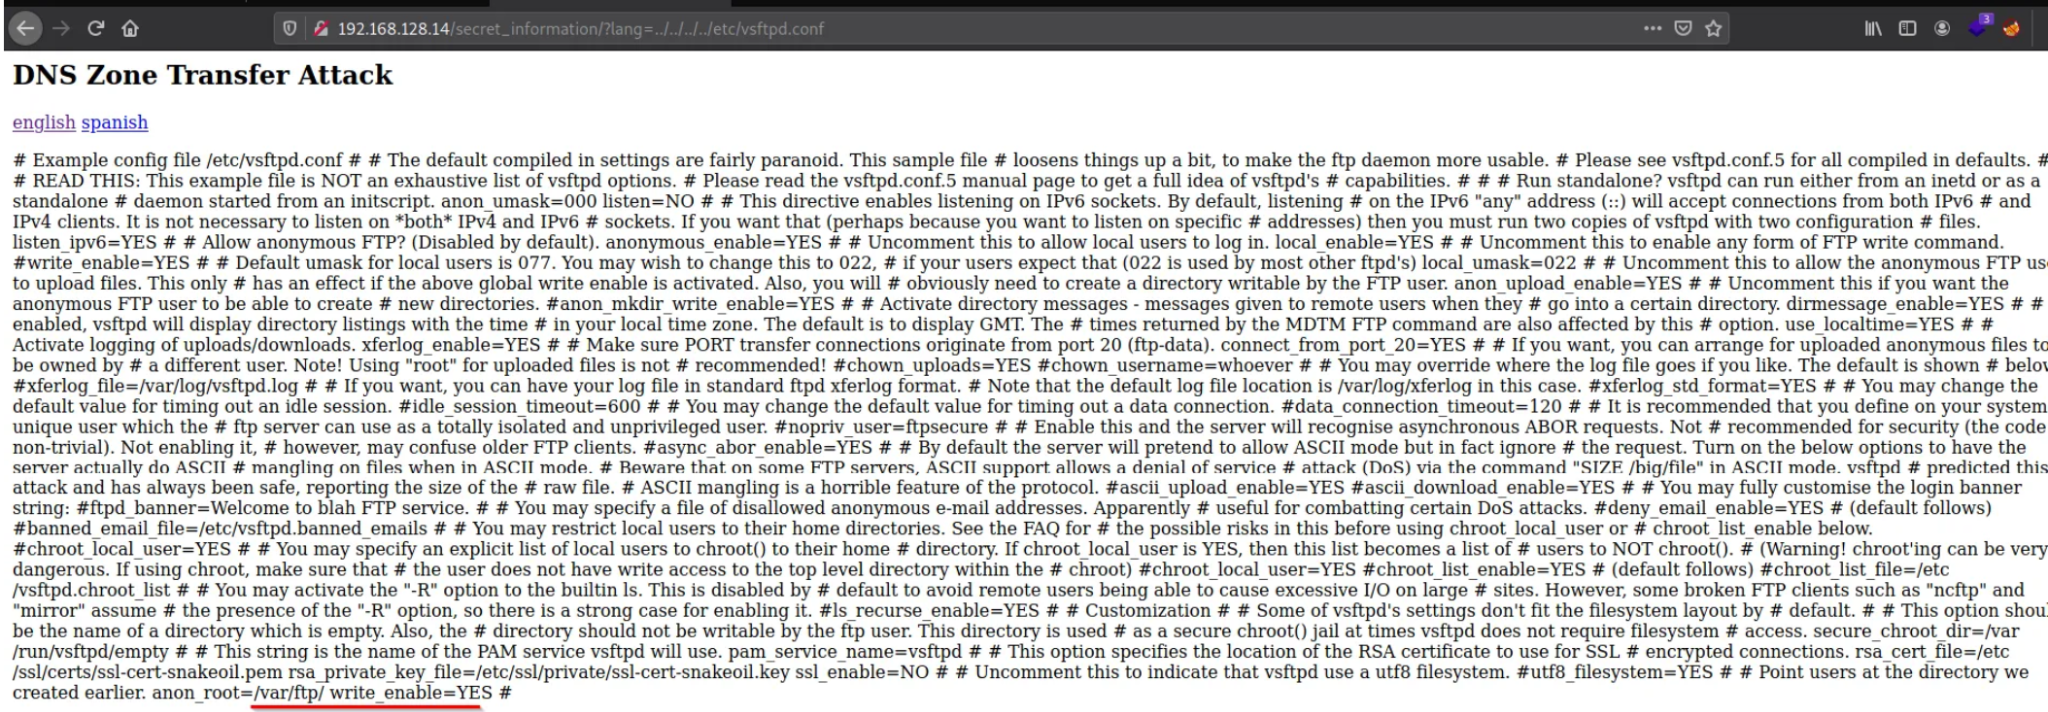 192.168.128.14/secret_information/?lang=../../../../etc/vsftpd.conf
3
DNS Zone Transfer Attack
english spanish
# Example config file /etc/vsftpd.conf # # The default compiled in settings are fairly paranoid. This sample file # loosens things up a bit, to make the ftp daemon more usable. # Please see vsftpd.conf.5 for all compiled in defaults. #
# READ THIS: This example file is NOT an exhaustive list of vsftpd options. # Please read the vsftpd.conf.5 manual page to get a full idea of vsftpd's # capabilities. # # # Run standalone? vsftpd can run either from an inetd or as a
standalone # daemon started from an initscript. anon_umask=000 listen=NO # # This directive enables listening on IPv6 sockets. By default, listening # on the IPv6 "any" address (::) will accept connections from both IPv6 # and
IPv4 clients. It is not necessary to listen on *both* IPv4 and IPv6 # sockets. If you want that (perhaps because you want to listen on specific # addresses) then you must run two copies of vsftpd with two configuration # files.
listen_ipv6=YES # # Allow anonymous FTP? (Disabled by default). anonymous_enable=YES # # Uncomment this to allow local users to log in. local_enable=YES # # Uncomment this to enable any form of FTP write command.
#write_enable=YES # # Default umask for local users is 077. You may wish to change this to 022, # if your users expect that (022 is used by most other ftpd's) local_umask=022 # # Uncomment this to allow the anonymous FTP us
to upload files. This only # has an effect if the above global write enable is activated. Also, you will # obviously need to create a directory writable by the FTP user. anon_upload_enable=YES # # Uncomment this if you want the
anonymous FTP user to be able to create # new directories. #anon_mkdir_write_enable=YES # # Activate directory messages - messages given to remote users when they # go into a certain directory. dirmessage_enable=YES # #
enabled, vsftpd will display directory listings with the time # in your local time zone. The default is to display GMT. The # times returned by the MDTM FTP command are also affected by this # option. use_localtime=YES # #
Activate logging of uploads/downloads. xferlog_enable=YES # # Make sure PORT transfer connections originate from port 20 (ftp-data). connect_from_port_20=YES # # If you want, you can arrange for uploaded anonymous files to
be owned by # a different user. Note! Using "root" for uploaded files is not # recommended! #chown_uploads=YES #chown_username=whoever # # You may override where the log file goes if you like. The default is shown # belo
#xferlog_file=/var/log/vsftpd.log # # If you want, you can have your log file in standard ftpd xferlog format. # Note that the default log file location is /var/log/xferlog in this case. #xferlog_std_format=YES # # You may change the
default value for timing out an idle session. #idle_session_timeout=600 # # You may change the default value for timing out a data connection. #data_connection_timeout=120 # # It is recommended that you define on your system
unique user which the # ftp server can use as a totally isolated and unprivileged user. #nopriv_user=ftpsecure # # Enable this and the server will recognise asynchronous ABOR requests. Not # recommended for security (the code
non-trivial). Not enabling it, # however, may confuse older FTP clients. #async_abor_enable=YES # # By default the server will pretend to allow ASCII mode but in fact ignore # the request. Turn on the below options to have the
server actually do ASCII # mangling on files when in ASCII mode. # Beware that on some FTP servers, ASCII support allows a denial of service # attack (DoS) via the command "SIZE /big/file" in ASCII mode. vsftpd # predicted this
attack and has always been safe, reporting the size of the # raw file. # ASCII mangling is a horrible feature of the protocol. #ascii_upload_enable=YES #ascii_download_enable=YES # # You may fully customise the login banner
string: #ftpd_banner=Welcome to blah FTP service. # # You may specify a file of disallowed anonymous e-mail addresses. Apparently # useful for combatting certain DoS attacks. #deny_email_enable=YES # (default follows)
#banned_email_file=/etc/vsftpd.banned_emails # # You may restrict local users to their home directories. See the FAQ for # the possible risks in this before using chroot_local_user or # chroot_list_enable below.
#chroot_local_user=YES # # You may specify an explicit list of local users to chroot() to their home # directory. If chroot_local_user is YES, then this list becomes a list of # users to NOT chroot(). # (Warning! chroot'ing can be very
dangerous. If using chroot, make sure that # the user does not have write access to the top level directory within the # chroot) #chroot_local_user=YES #chroot_list_enable=YES # (default follows) #chroot_list_file=/etc
/vsftpd.chroot_list # # You may activate the "-R" option to the builtin ls. This is disabled by # default to avoid remote users being able to cause excessive I/O on large # sites. However, some broken FTP clients such as "ncftp" and
"mirror" assume # the presence of the "-R" option, so there is a strong case for enabling it. #ls_recurse_enable=YES # # Customization # # Some of vsftpd's settings don't fit the filesystem layout by # default. # # This option shoul
be the name of a directory which is empty. Also, the # directory should not be writable by the ftp user. This directory is used # as a secure chroot() jail at times vsftpd does not require filesystem # access. secure_chroot_dir=/var
/run/vsftpd/empty # # This string is the name of the PAM service vsftpd will use. pam_service_name=vsftpd # # This option specifies the location of the RSA certificate to use for SSL # encrypted connections. rsa_cert_file=/etc
/ssl/certs/ssl-cert-snakeoil.pem rsa_private_key_file=/etc/ssl/private/ssl-cert-snakeoil.key ssl_enable=NO # # Uncomment this to indicate that vsftpd use a utf8 filesystem. #utf8_filesystem=YES # # Point users at the directory we
created earlier. anon_root=/var/ftp/ write_enable=YES #